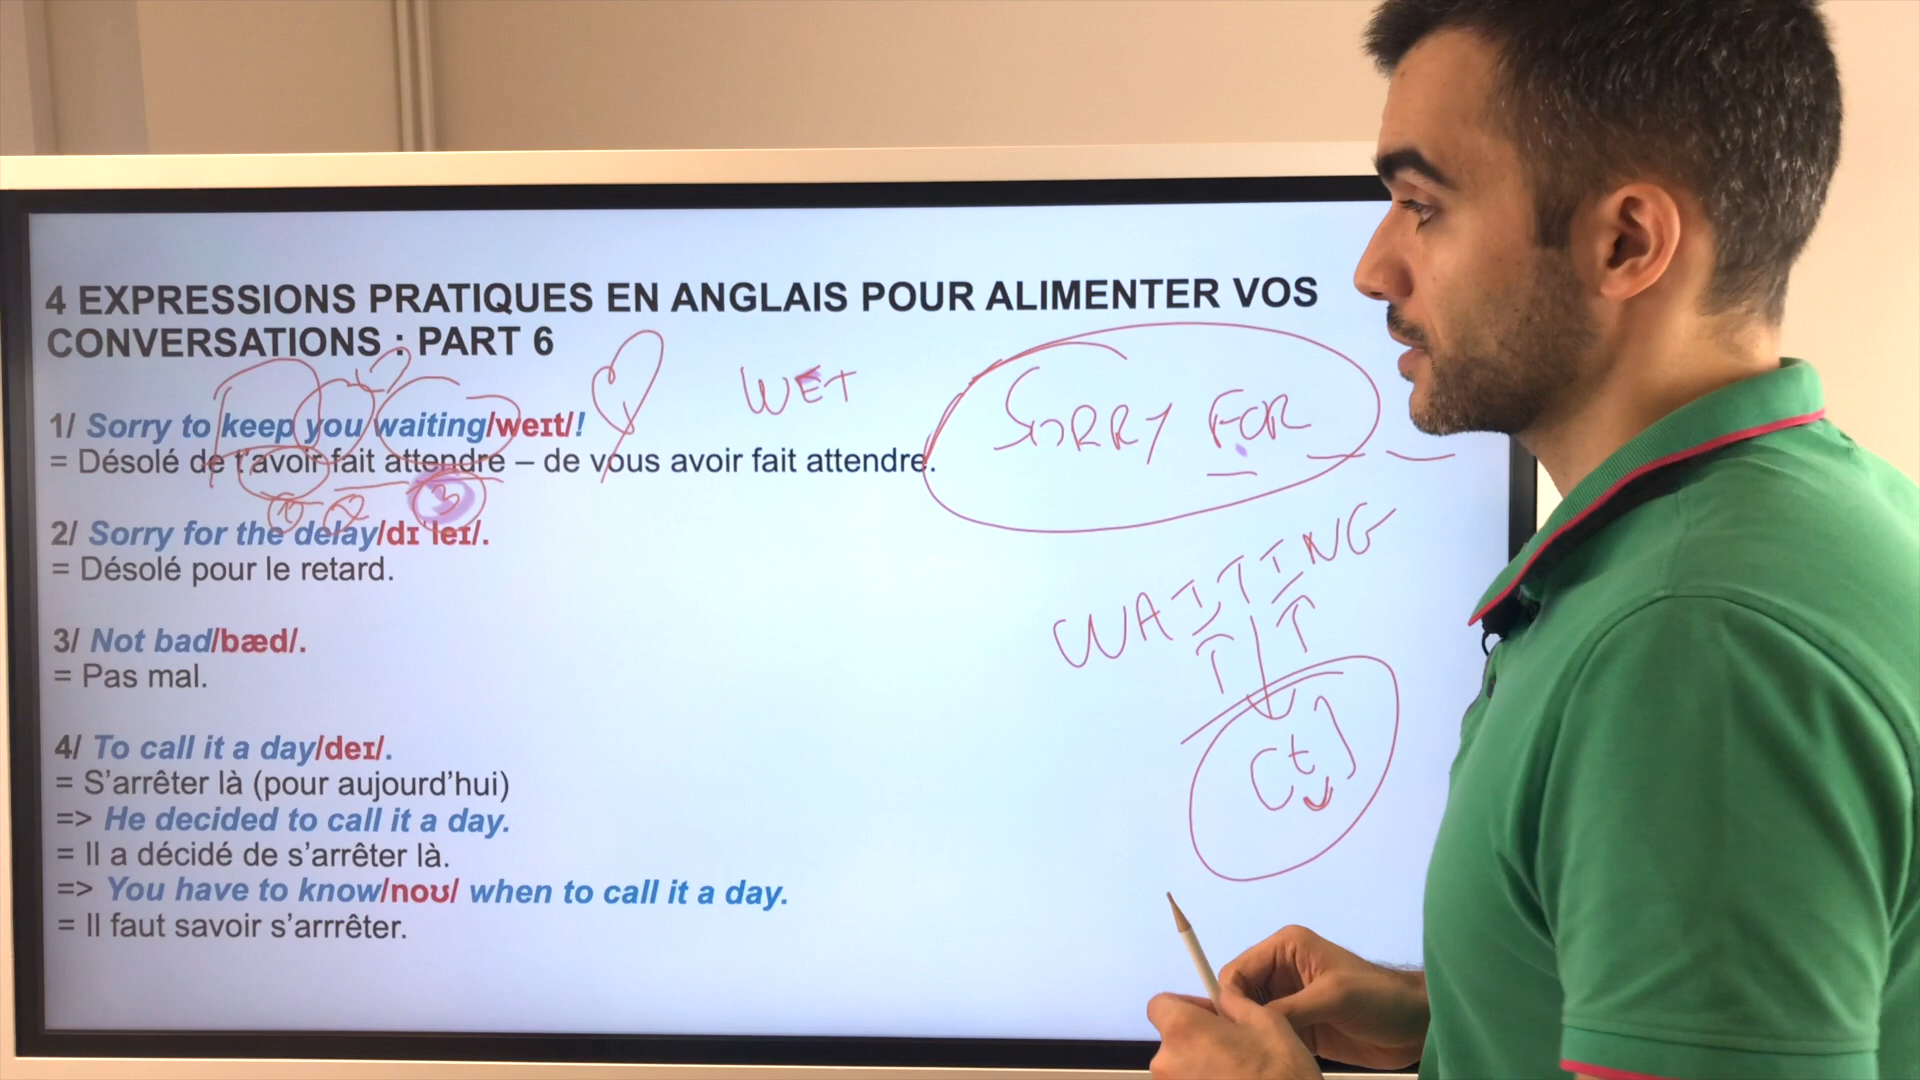 4 EXPRESSIONS PRATIQUES EN ANGLAIS POUR ALIMENTER VOS
CONVERSATIONS : PART 6
WET
SORRY FOR
1/ Sorry to keep you waiting/weɪt/!
= Désolé de t'avoir fait attendre – de vous avoir fait attendre.
1 2 3
2/ Sorry for the delay/dɪˈleɪ/.
= Désolé pour le retard.
WAITING
3/ Not bad/bæd/.
= Pas mal.
4/ To call it a day/deɪ/.
= S'arrêter là (pour aujourd'hui)
=> He decided to call it a day.
= Il a décidé de s'arrêter là.
=> You have to know/noʊ/ when to call it a day.
= Il faut savoir s'arrrêter.